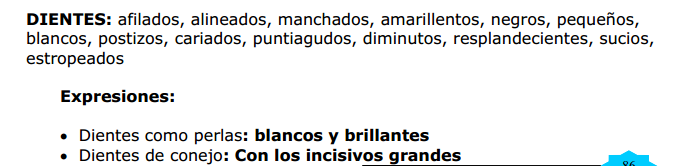 DIENTES: afilados, alineados, manchados, amarillentos, negros, pequeños,
blancos, postizos, cariados, puntiagudos, diminutos, resplandecientes, sucios,
estropeados
Expresiones:
• Dientes como perlas: blancos y brillantes
• Dientes de conejo: Con los incisivos grandes
86